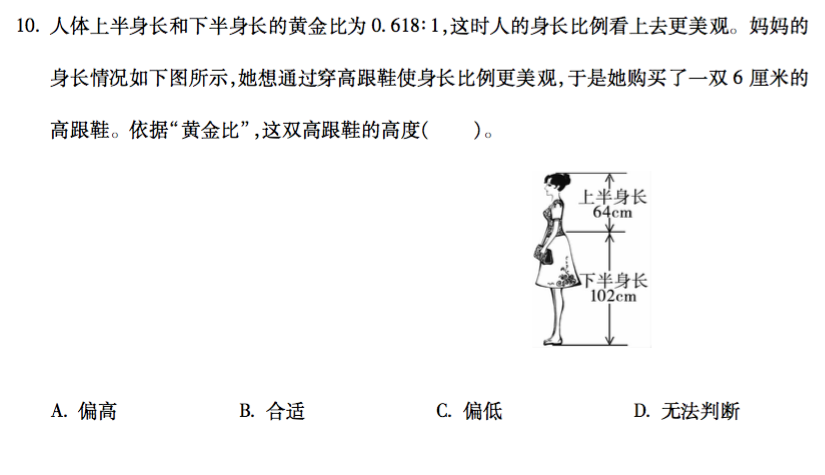 10. 人体上半身长和下半身长的黄金比为 0.618∶1,这时人的身长比例看上去更美观。妈妈的
身长情况如下图所示,她想通过穿高跟鞋使身长比例更美观,于是她购买了一双 6 厘米的
高跟鞋。依据“黄金比”,这双高跟鞋的高度(　　)。
上半身长
64cm
下半身长
102cm
A. 偏高　B. 合适　C. 偏低　D. 无法判断